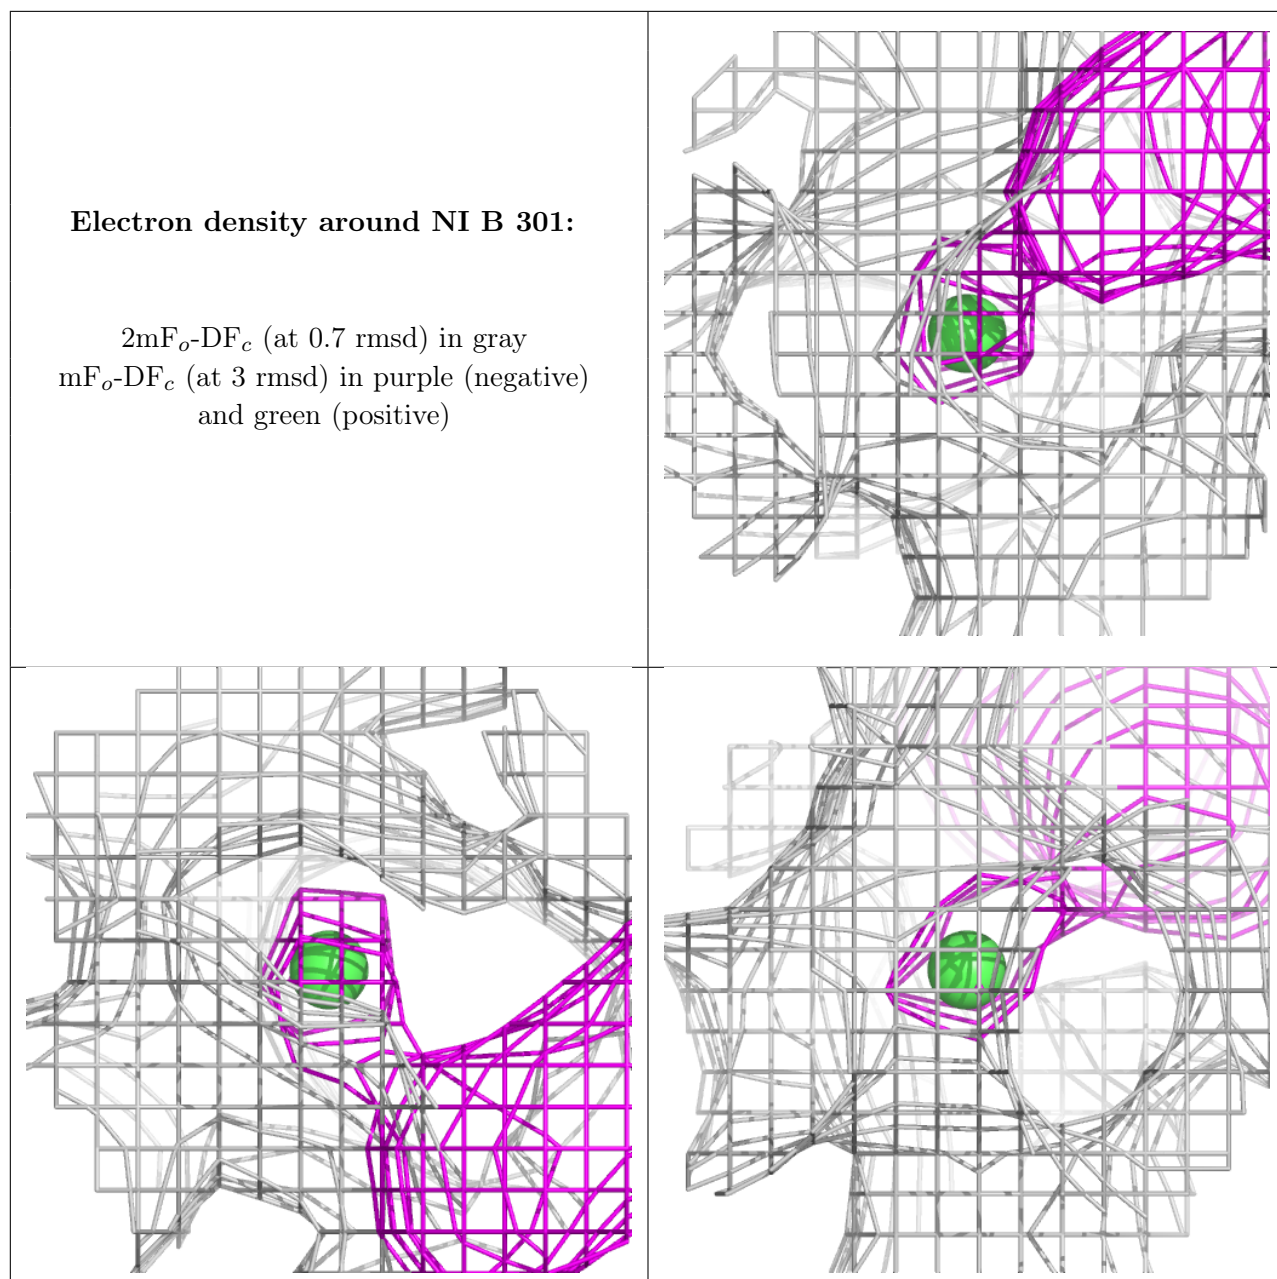 Electron density around NI B 301:
2mFo-DFc (at 0.7 rmsd) in gray
mFo-DFc (at 3 rmsd) in purple (negative)
and green (positive)